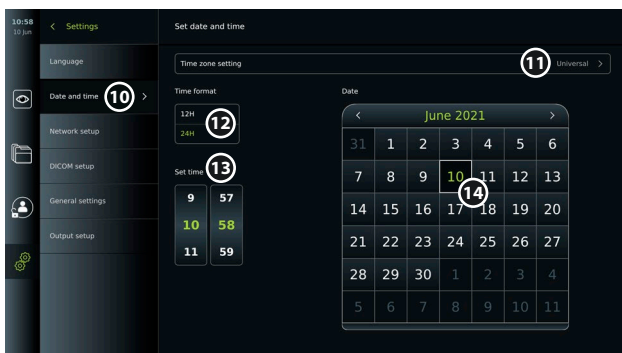 10:58
10 Jun
Settings
Set date and time
Language
Time zone setting
11
Universal
Date and time
10
Time format
Date
12H
24H
12
June 2021
Network setup
31 1 2 3 4 5 6
DICOM setup
Set time
13
7 8 9 10 11 12 13
14
General settings
9 57
10 58
11 59
14 15 16 17 18 19 20
Output setup
21 22 23 24 25 26 27
28 29 30 1 2 3 4
5 6 7 8 9 10 11